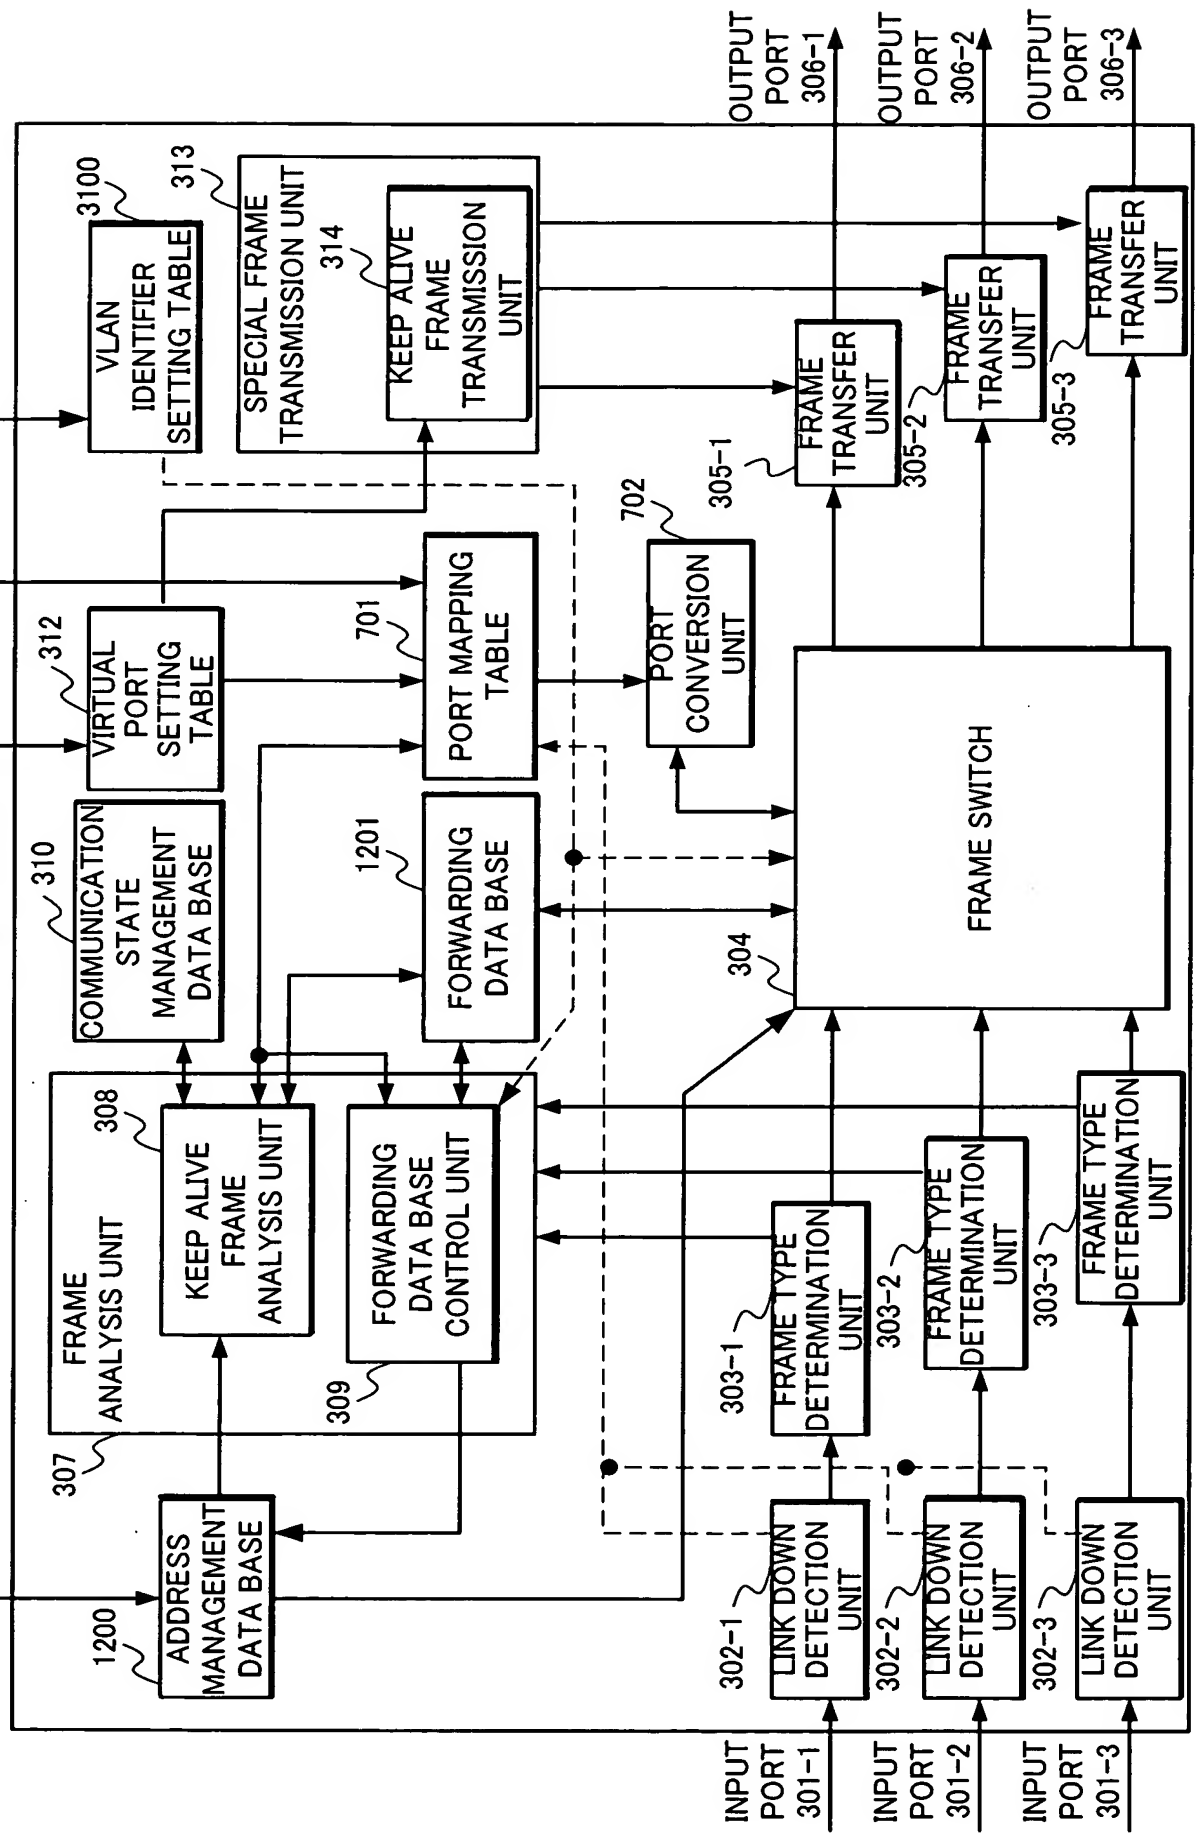 1200
ADDRESS
MANAGEMENT
DATA BASE
307
FRAME
ANALYSIS UNIT
308
KEEP ALIVE
FRAME
ANALYSIS UNIT
309
FORWARDING
DATA BASE
CONTROL UNIT
310
COMMUNICATION
STATE
MANAGEMENT
DATA BASE
312
VIRTUAL
PORT
SETTING
TABLE
3100
VLAN
IDENTIFIER
SETTING TABLE
313
SPECIAL FRAME
TRANSMISSION UNIT
314
KEEP ALIVE
FRAME
TRANSMISSION
UNIT
1201
FORWARDING
DATA BASE
701
PORT MAPPING
TABLE
702
PORT
CONVERSION
UNIT
INPUT
PORT
301-1
302-1
LINK DOWN
DETECTION
UNIT
303-1
FRAME TYPE
DETERMINATION
UNIT
304
FRAME SWITCH
305-1
FRAME
TRANSFER
UNIT
OUTPUT
PORT
306-1
INPUT
PORT
301-2
302-2
LINK DOWN
DETECTION
UNIT
303-2
FRAME TYPE
DETERMINATION
UNIT
305-2
FRAME
TRANSFER
UNIT
OUTPUT
PORT
306-2
INPUT
PORT
301-3
302-3
LINK DOWN
DETECTION
UNIT
303-3
FRAME TYPE
DETERMINATION
UNIT
305-3
FRAME
TRANSFER
UNIT
OUTPUT
PORT
306-3